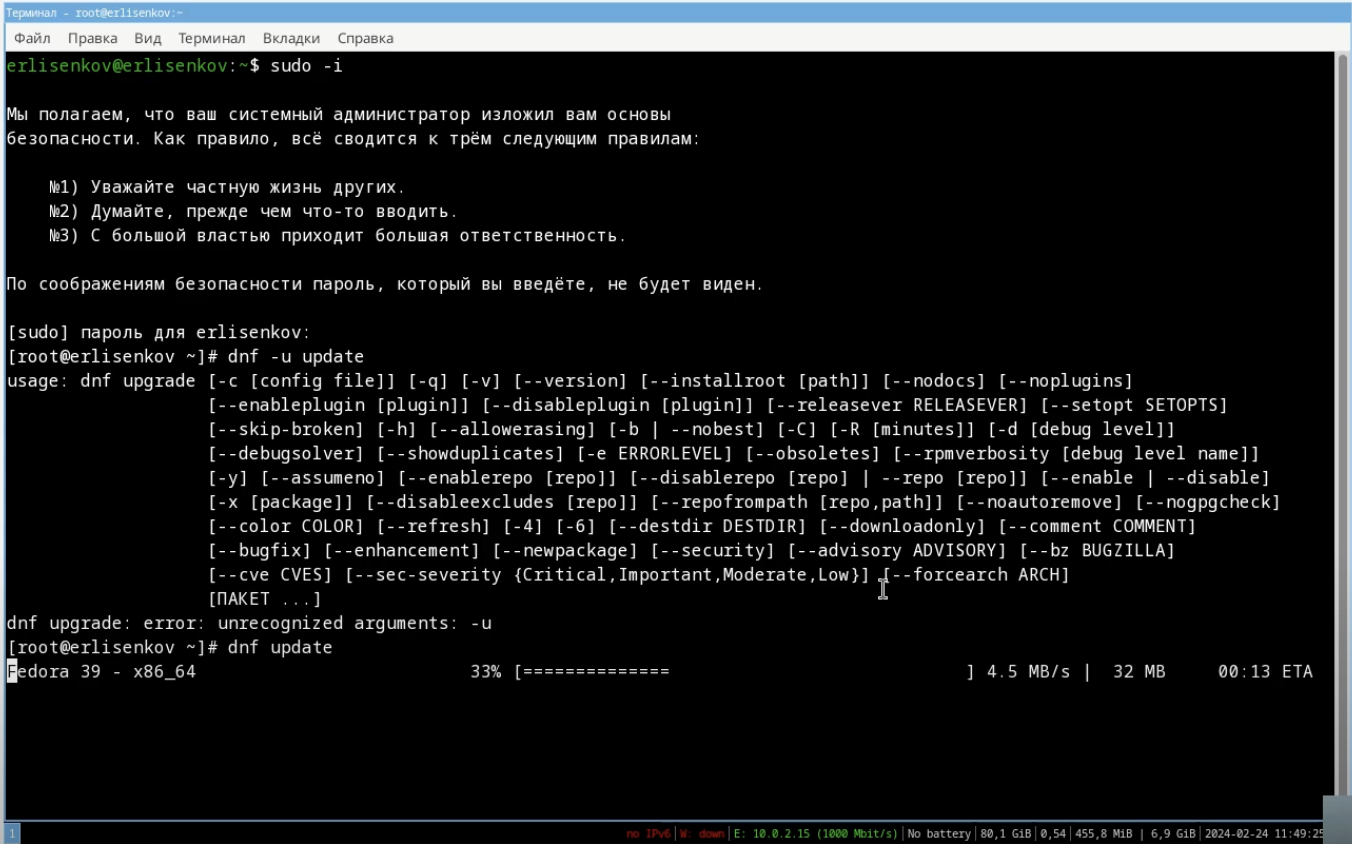 Терминал - root@erlisenkov:~
Файл Правка Вид Терминал Вкладки Справка
erlisenkov@erlisenkov:~$ sudo -i
Мы полагаем, что ваш системный администратор изложил вам основы
безопасности. Как правило, всё сводится к трём следующим правилам:
№1) Уважайте частную жизнь других.
№2) Думайте, прежде чем что-то вводить.
№3) С большой властью приходит большая ответственность.
По соображениям безопасности пароль, который вы введёте, не будет виден.
[sudo] пароль для erlisenkov:
[root@erlisenkov ~]# dnf -u update
usage: dnf upgrade [-c [config file]] [-q] [-v] [--version] [--installroot [path]] [--nodocs] [--noplugins]
[--enableplugin [plugin]] [--disableplugin [plugin]] [--releasever RELEASEVER] [--setopt SETOPTS]
[--skip-broken] [-h] [--allowerasing] [-b | --nobest] [-C] [-R [minutes]] [-d [debug level]]
[--debugsolver] [--showduplicates] [-e ERRORLEVEL] [--obsoletes] [--rpmverbosity [debug level name]]
[-y] [--assumeno] [--enablerepo [repo]] [--disablerepo [repo] | --repo [repo]] [--enable | --disable]
[-x [package]] [--disableexcludes [repo]] [--repofrompath [repo,path]] [--noautoremove] [--nogpgcheck]
[--color COLOR] [--refresh] [-4] [-6] [--destdir DESTDIR] [--downloadonly] [--comment COMMENT]
[--bugfix] [--enhancement] [--newpackage] [--security] [--advisory ADVISORY] [--bz BUGZILLA]
[--cve CVES] [--sec-severity {Critical,Important,Moderate,Low}] [--forcearch ARCH]
[ПАКЕТ ...]
dnf upgrade: error: unrecognized arguments: -u
[root@erlisenkov ~]# dnf update
Fedora 39 - x86_64 33% [============== ] 4.5 MB/s | 32 MB 00:13 ETA
1 no IPv6 | W: down | E: 10.0.2.15 (1000 Mbit/s) | No battery | 80,1 GiB | 0,54 | 455,8 MiB | 6,9 GiB | 2024-02-24 11:49:25